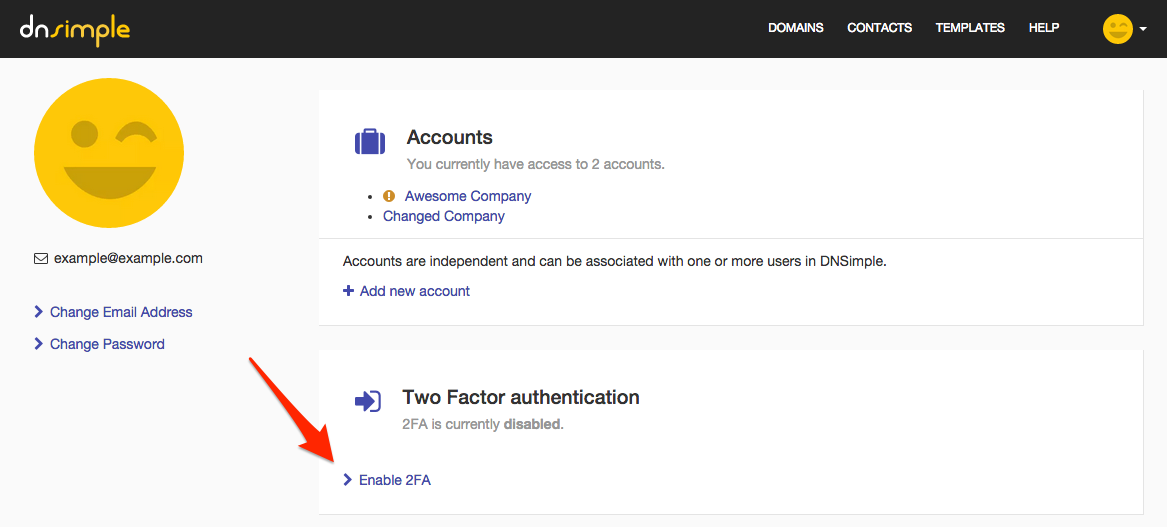 dnsimple
DOMAINS CONTACTS TEMPLATES HELP
example@example.com
Change Email Address
Change Password
Accounts
You currently have access to 2 accounts.
Awesome Company
Changed Company
Accounts are independent and can be associated with one or more users in DNSimple.
Add new account
Two Factor authentication
2FA is currently disabled.
Enable 2FA